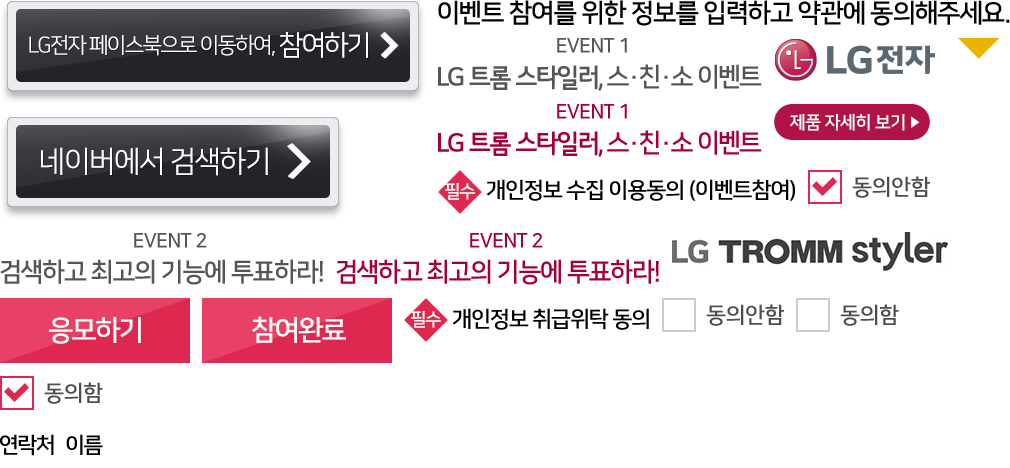 LG전자 페이스북으로 이동하여, 참여하기
이벤트 참여를 위한 정보를 입력하고 약관에 동의해주세요.
EVENT 1
LG 트롬 스타일러, 스·친·소 이벤트
LG전자
EVENT 1
LG 트롬 스타일러, 스·친·소 이벤트
제품 자세히 보기
네이버에서 검색하기
필수 개인정보 수집 이용동의 (이벤트참여)
동의안함
EVENT 2
검색하고 최고의 기능에 투표하라!
EVENT 2
검색하고 최고의 기능에 투표하라!
LG TROMM styler
응모하기
참여완료
필수 개인정보 취급위탁 동의
동의안함
동의함
동의함
연락처
이름